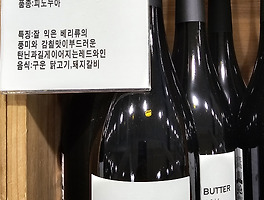 품종:피노누아
특징:잘 익은 베리류의
풍미와 감칠맛이부드러운
탄닌과길게이어지는레드와인
음식:구운 닭고기,돼지갈비
BUTTER